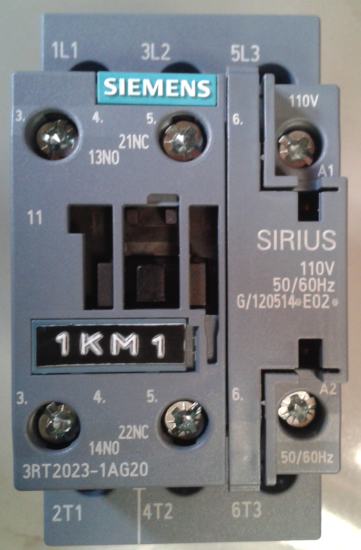 1L1 3L2 5L3
SIEMENS
110V
3. 4. 5. 6.
21NC
13NO
A1
11
SIRIUS
110V
50/60Hz
G/120514 E02
1KM1
A2
3. 4. 5. 6.
22NC
14NO
50/60Hz
3RT2023-1AG20
2T1 4T2 6T3